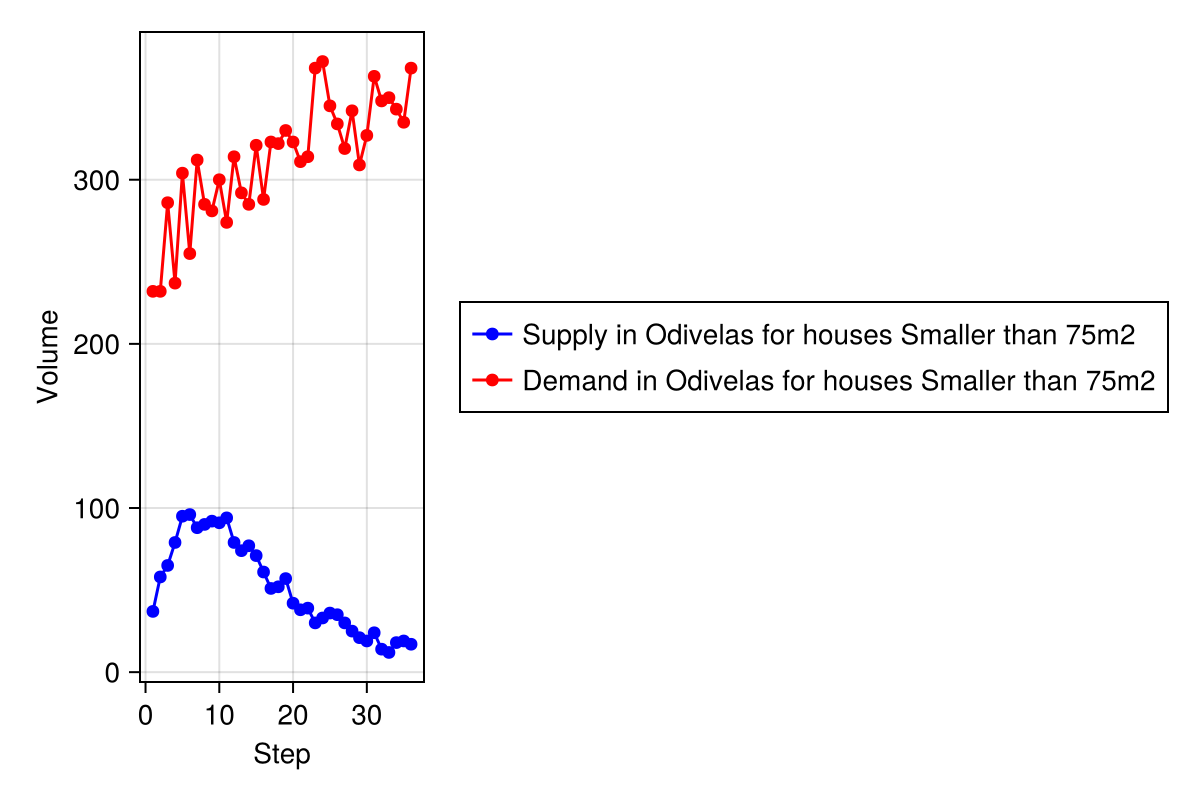 Volume
300
200
100
0
0 10 20 30
Step
Supply in Odivelas for houses Smaller than 75m2
Demand in Odivelas for houses Smaller than 75m2